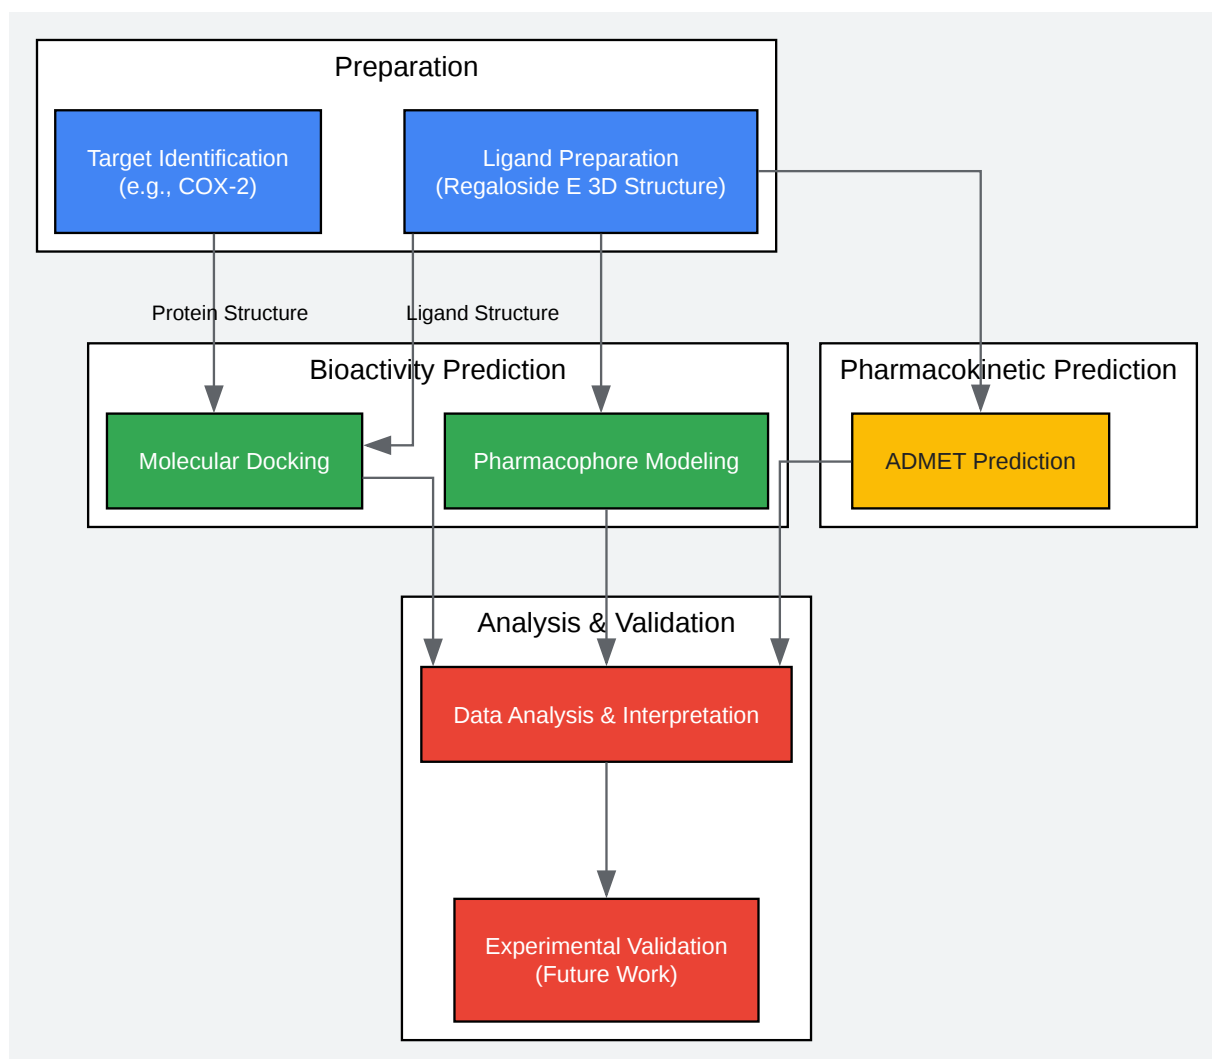 Preparation
Target Identification
(e.g., COX-2)
Ligand Preparation
(Regaloside E 3D Structure)
Protein Structure
Ligand Structure
Bioactivity Prediction
Pharmacokinetic Prediction
Molecular Docking
Pharmacophore Modeling
ADMET Prediction
Analysis & Validation
Data Analysis & Interpretation
Experimental Validation
(Future Work)